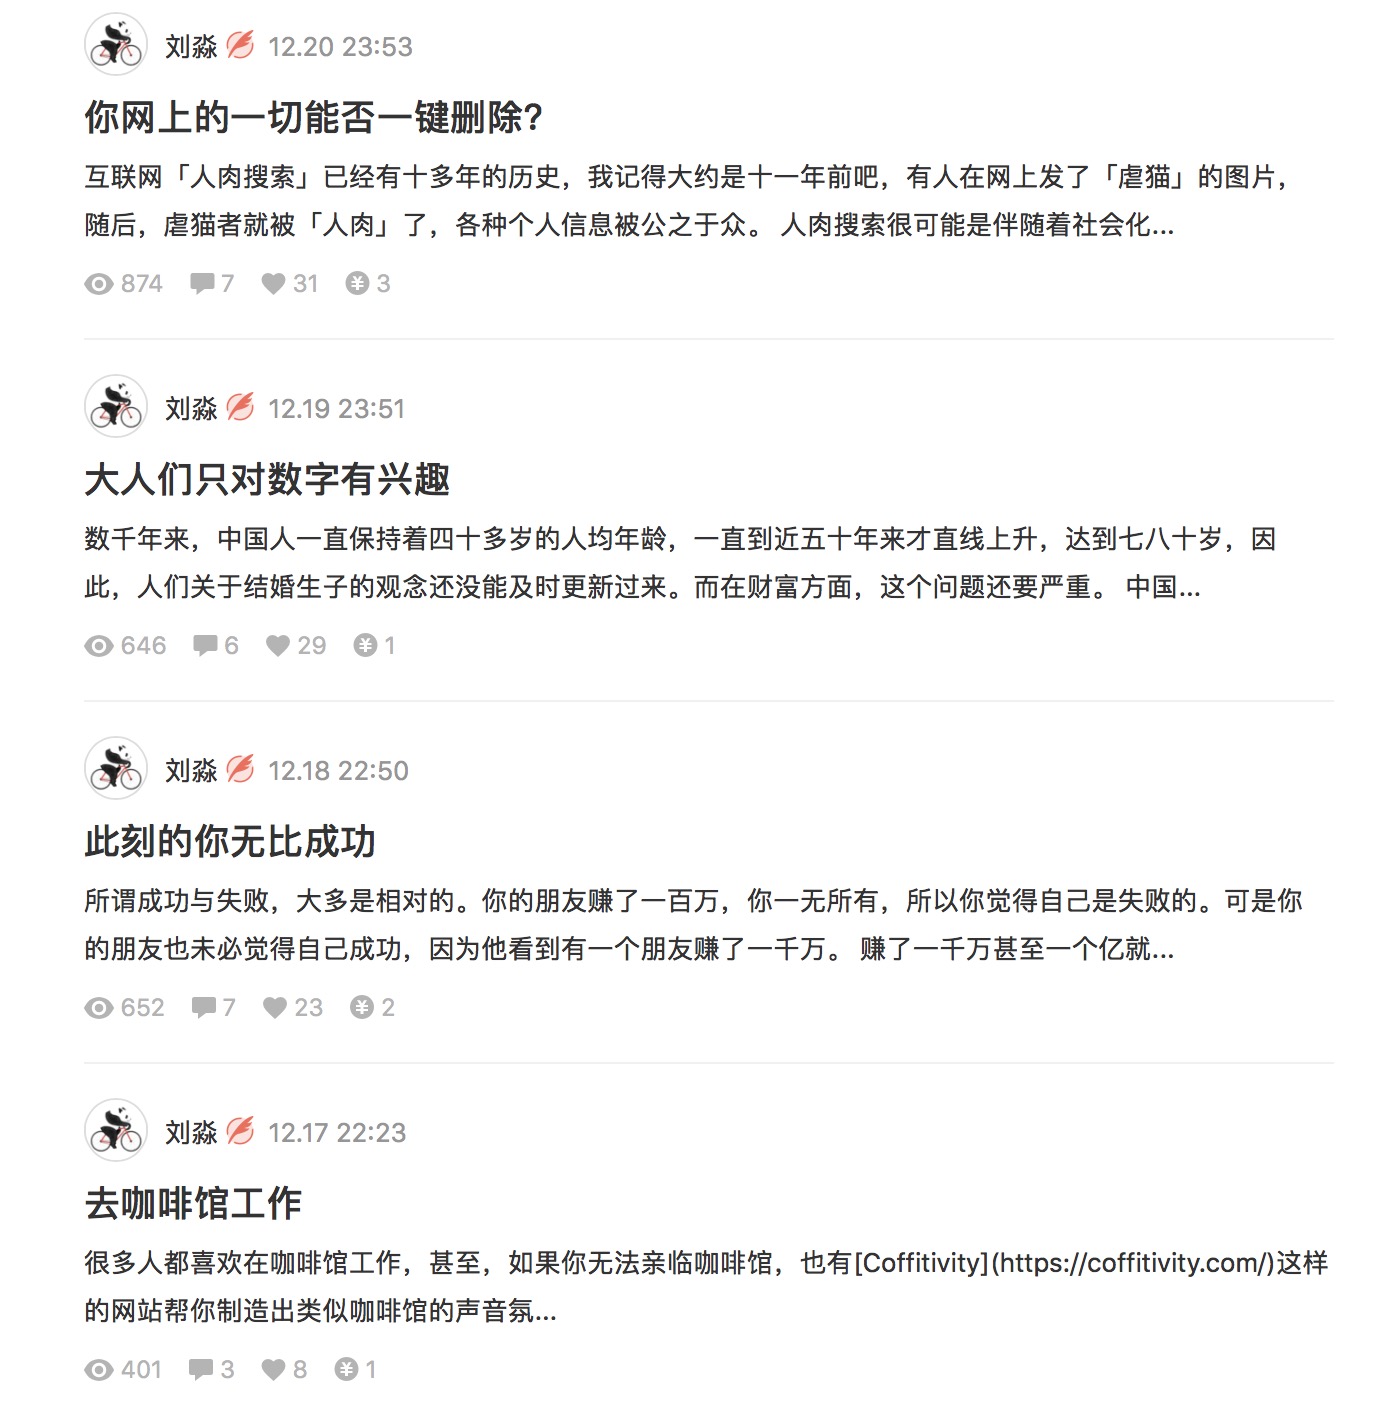 刘淼 12.20 23:53
你网上的一切能否一键删除？
互联网「人肉搜索」已经有十多年的历史，我记得大约是十一年前吧，有人在网上发了「虐猫」的图片，
随后，虐猫者就被「人肉」了，各种个人信息被公之于众。 人肉搜索很可能是伴随着社会化...
874 7 31 ¥ 3
刘淼 12.19 23:51
大人们只对数字有兴趣
数千年来，中国人一直保持着四十多岁的人均年龄，一直到近五十年来才直线上升，达到七八十岁，因
此，人们关于结婚生子的观念还没能及时更新过来。而在财富方面，这个问题还要严重。 中国...
646 6 29 ¥ 1
刘淼 12.18 22:50
此刻的你无比成功
所谓成功与失败，大多是相对的。你的朋友赚了一百万，你一无所有，所以你觉得自己是失败的。可是你
的朋友也未必觉得自己成功，因为他看到有一个朋友赚了一千万。 赚了一千万甚至一个亿就...
652 7 23 ¥ 2
刘淼 12.17 22:23
去咖啡馆工作
很多人都喜欢在咖啡馆工作，甚至，如果你无法亲临咖啡馆，也有[Coffitivity](https://coffitivity.com/)这样
的网站帮你制造出类似咖啡馆的声音氛...
401 3 8 ¥ 1